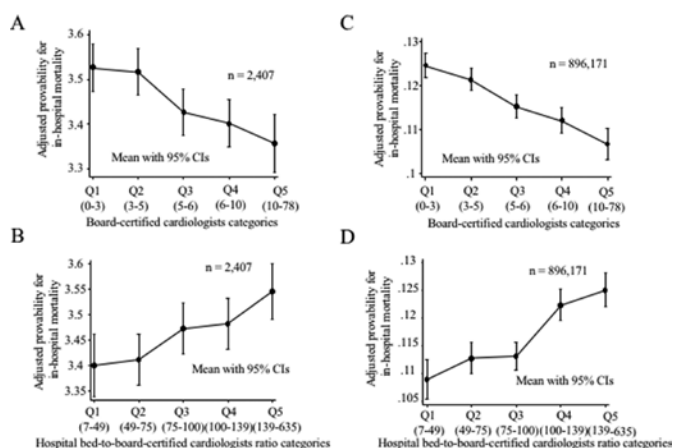 A
Adjusted provability for
in-hospital mortality
3.6
3.5
3.4
3.3
n = 2,407
Mean with 95% CIs
Q1 Q2 Q3 Q4 Q5
(0-3) (3-5) (5-6) (6-10) (10-78)
Board-certified cardiologists categories
C
Adjusted provability for
in-hospital mortality
.13
.12
.11
.1
n = 896,171
Mean with 95% CIs
Q1 Q2 Q3 Q4 Q5
(0-3) (3-5) (5-6) (6-10) (10-78)
Board-certified cardiologists categories
B
Adjusted provability for
in-hospital mortality
3.6
3.55
3.5
3.45
3.4
3.35
n = 2,407
Mean with 95% CIs
Q1 Q2 Q3 Q4 Q5
(7-49) (49-75) (75-100) (100-139) (139-635)
Hospital bed-to-board-certified cardiologists ratio categories
D
Adjusted provability for
in-hospital mortality
.13
.125
.12
.11
.105
n = 896,171
Mean with 95% CIs
Q1 Q2 Q3 Q4 Q5
(7-49) (49-75) (75-100) (100-139) (139-635)
Hospital bed-to-board-certified cardiologists ratio categories